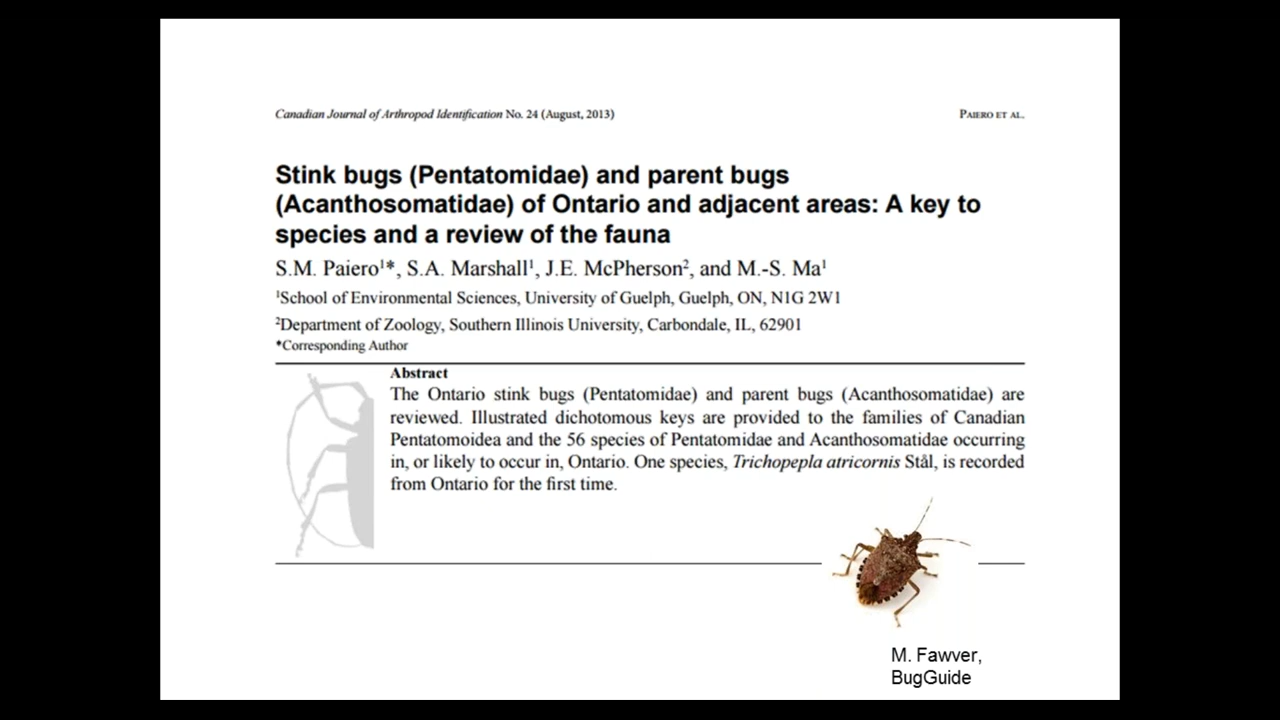 Canadian Journal of Arthropod Identification No. 24 (August, 2013) PAIERO ET AL.
Stink bugs (Pentatomidae) and parent bugs
(Acanthosomatidae) of Ontario and adjacent areas: A key to
species and a review of the fauna
S.M. Paiero¹*, S.A. Marshall¹, J.E. McPherson², and M.-S. Ma¹
¹School of Environmental Sciences, University of Guelph, Guelph, ON, N1G 2W1
²Department of Zoology, Southern Illinois University, Carbondale, IL, 62901
*Corresponding Author
Abstract
The Ontario stink bugs (Pentatomidae) and parent bugs (Acanthosomatidae) are
reviewed. Illustrated dichotomous keys are provided to the families of Canadian
Pentatomoidea and the 56 species of Pentatomidae and Acanthosomatidae occurring
in, or likely to occur in, Ontario. One species, Trichopepla atricornis Stål, is recorded
from Ontario for the first time.
M. Fawver,
BugGuide